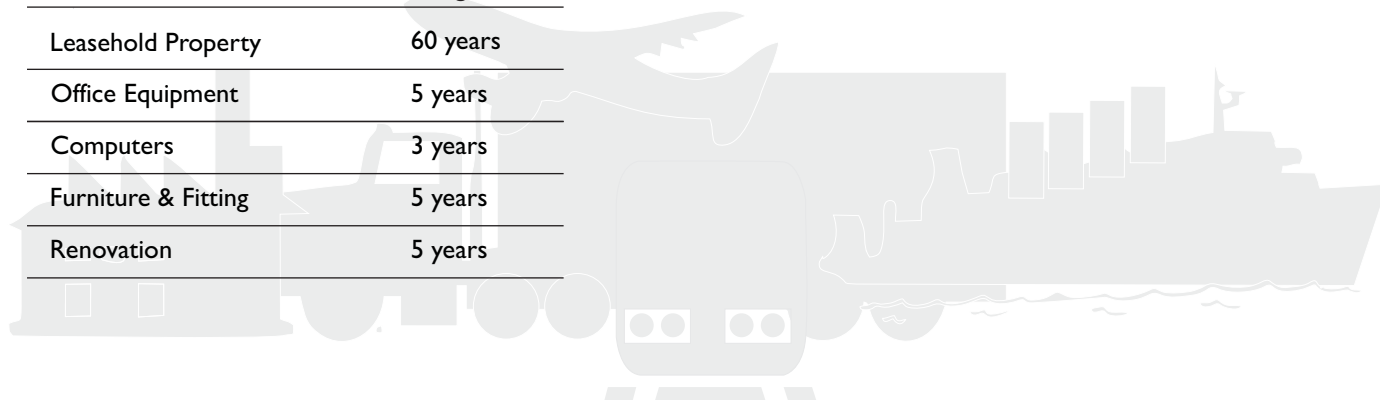 Leasehold Property 60 years
Office Equipment 5 years
Computers 3 years
Furniture & Fitting 5 years
Renovation 5 years